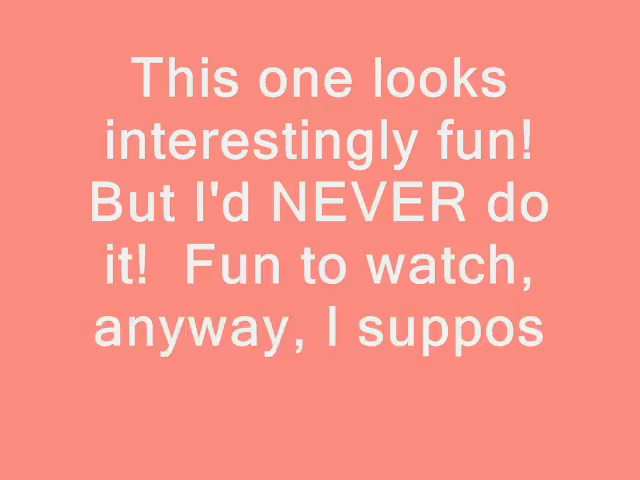 This one looks
interestingly fun!
But I'd NEVER do
it!  Fun to watch,
anyway, I suppos